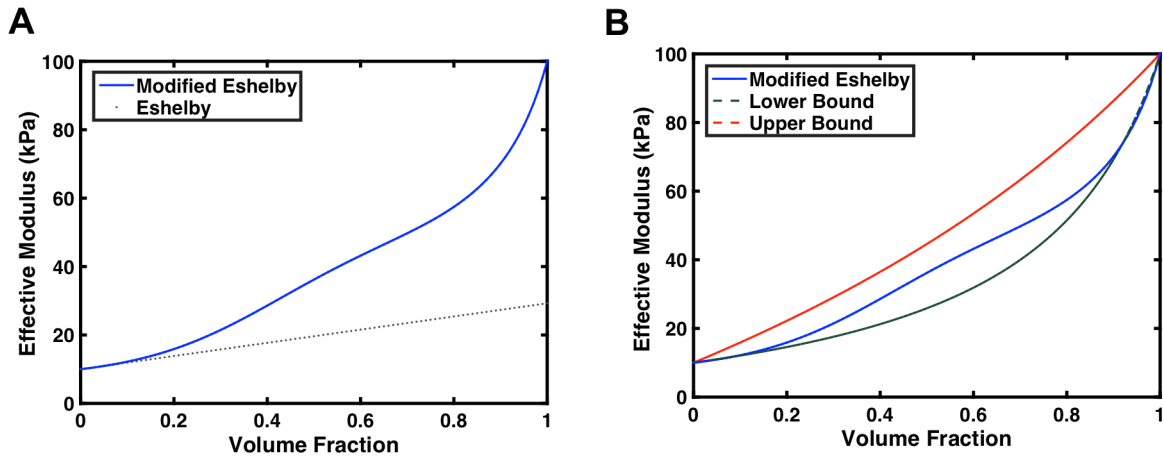 A
Effective Modulus (kPa)
100
80
60
40
20
0
Modified Eshelby
Eshelby
0 0.2 0.4 0.6 0.8 1
Volume Fraction
B
Effective Modulus (kPa)
100
80
60
40
20
0
Modified Eshelby
Lower Bound
Upper Bound
0 0.2 0.4 0.6 0.8 1
Volume Fraction